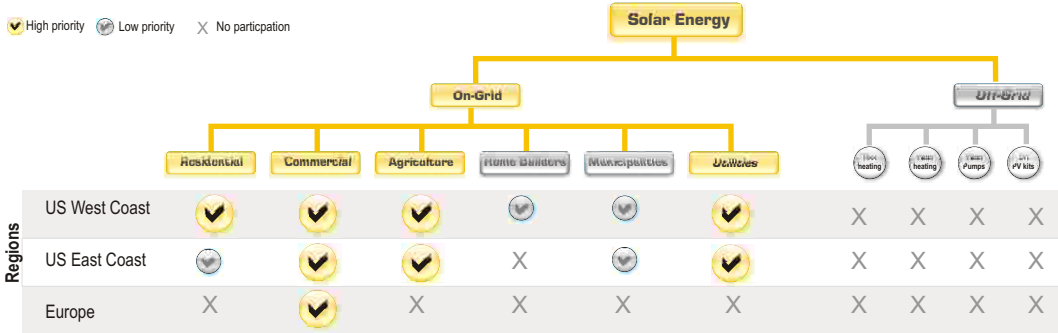 Solar Energy
High priority Low priority X No particpation
On-Grid Off-Grid
Residential Commercial Agriculture Home Builders Municipalities Utilities
heating heating Pumps PV kits
Regions
US West Coast X X X X
US East Coast X X X X X
Europe X X X X X X X X X